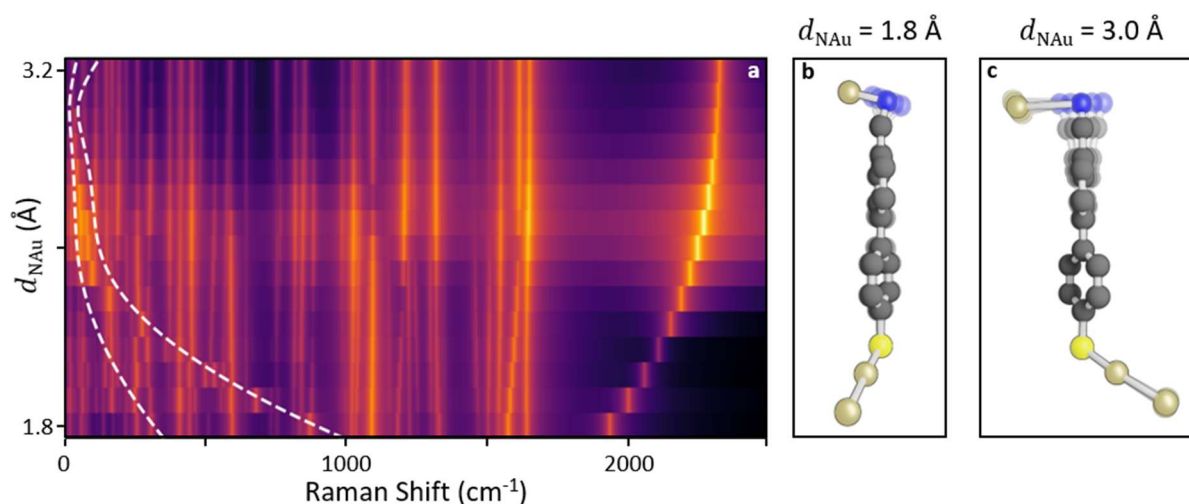 d_NAu = 1.8 Å
d_NAu = 3.0 Å
a
b
c
3.2
1.8
d_NAu (Å)
0
1000
2000
Raman Shift (cm⁻¹)